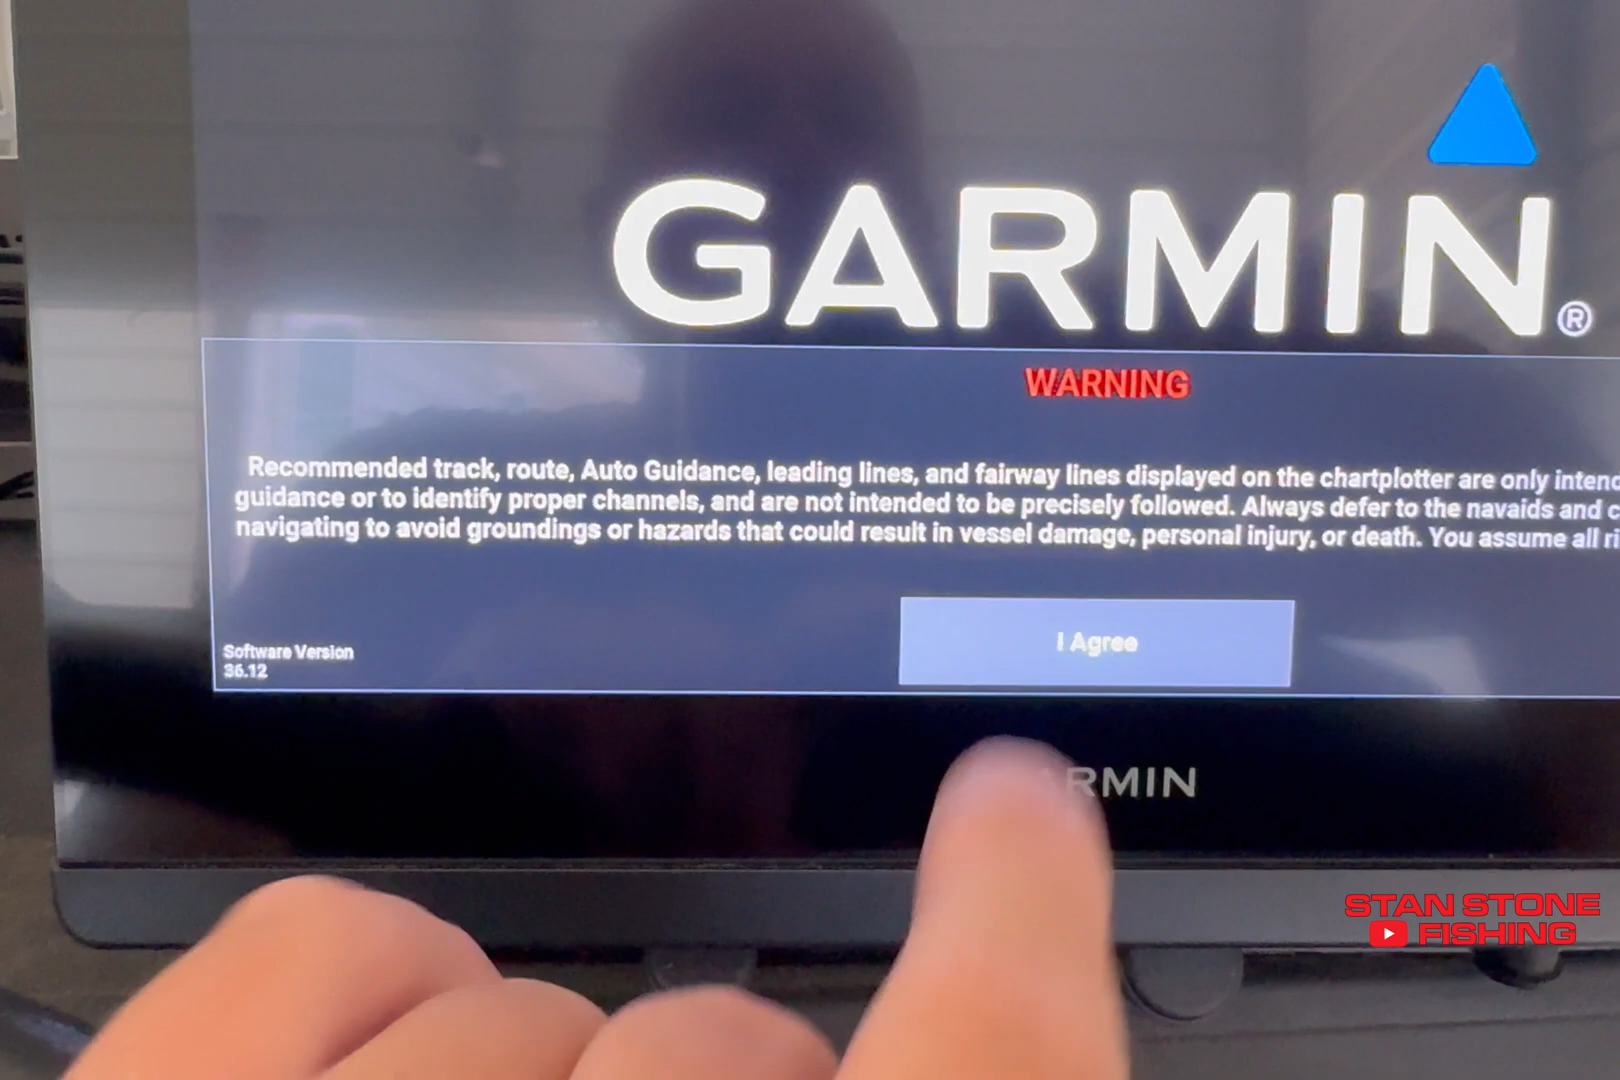 GARMIN®
WARNING
Recommended track, route, Auto Guidance, leading lines, and fairway lines displayed on the chartplotter are only
guidance or to identify proper channels, and are not intended to be precisely followed. Always defer to the navaids and
navigating to avoid groundings or hazards that could result in vessel damage, personal injury, or death. You assume all
I Agree
Software Version
36.12
RMIN
STAN STONE
FISHING